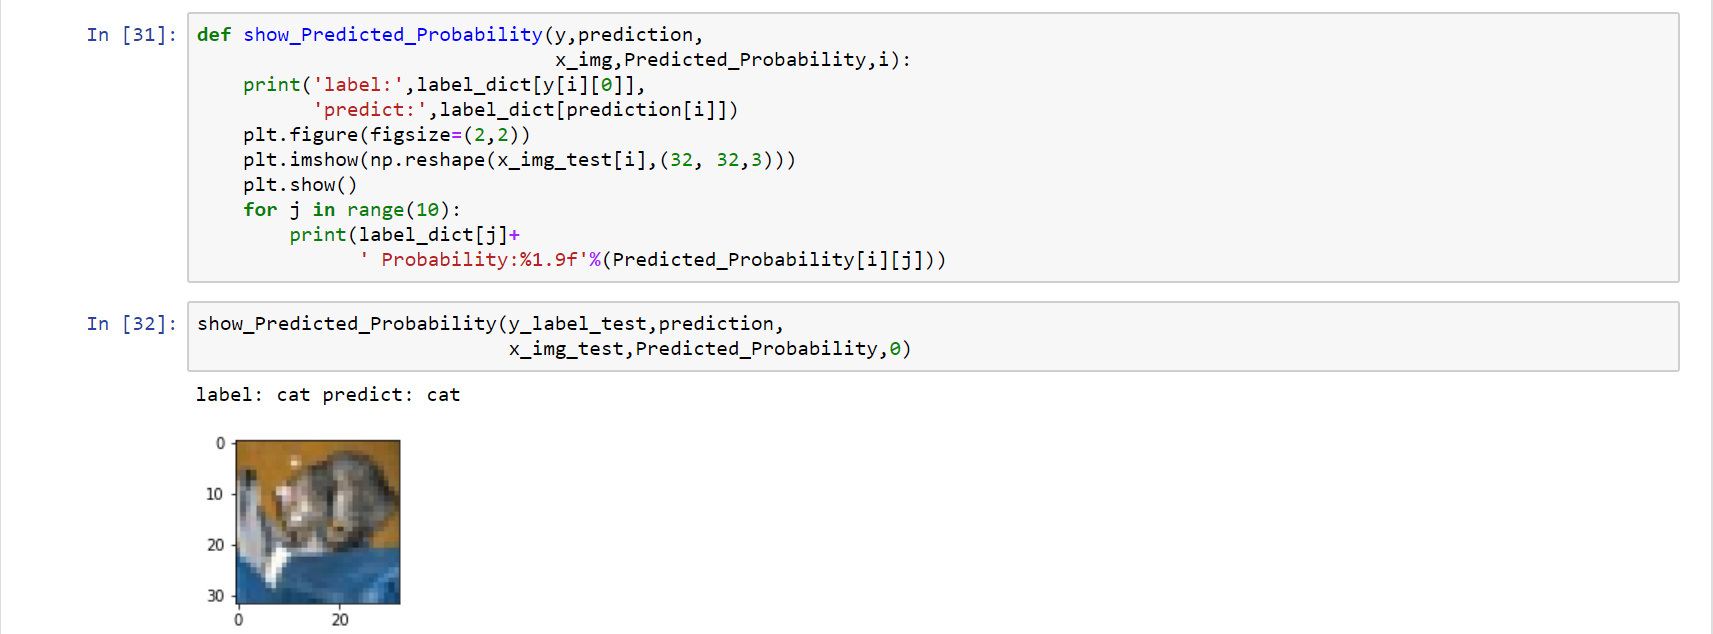 In [31]: def show_Predicted_Probability(y,prediction,
                               x_img,Predicted_Probability,i):
    print('label:',label_dict[y[i][0]],
          'predict:',label_dict[prediction[i]])
    plt.figure(figsize=(2,2))
    plt.imshow(np.reshape(x_img_test[i],(32, 32,3)))
    plt.show()
    for j in range(10):
        print(label_dict[j]+
              ' Probability:%1.9f'%(Predicted_Probability[i][j]))
In [32]: show_Predicted_Probability(y_label_test,prediction,
                           x_img_test,Predicted_Probability,0)
label: cat predict: cat
0
10
20
30
0 20